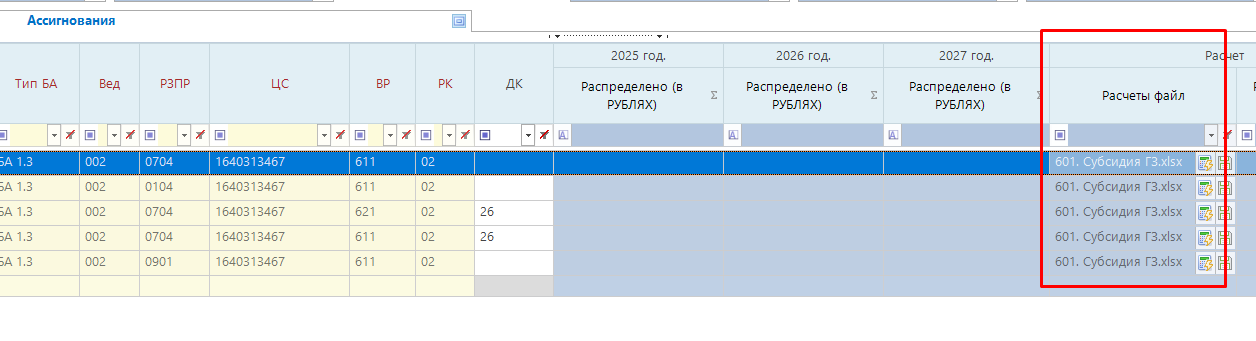 Ассигнования
2025 год. 2026 год. 2027 год. Расчет
Тип БА Вед РЗПР ЦС ВР РК ДК Распределено (в РУБЛЯХ) Σ Распределено (в РУБЛЯХ) Σ Распределено (в РУБЛЯХ) Σ Расчеты файл
БА 1.3 002 0704 1640313467 611 02 601. Субсидия ГЗ.xlsx
БА 1.3 002 0104 1640313467 611 02 601. Субсидия ГЗ.xlsx
БА 1.3 002 0704 1640313467 621 02 26 601. Субсидия ГЗ.xlsx
БА 1.3 002 0704 1640313467 611 02 26 601. Субсидия ГЗ.xlsx
БА 1.3 002 0901 1640313467 611 02 601. Субсидия ГЗ.xlsx